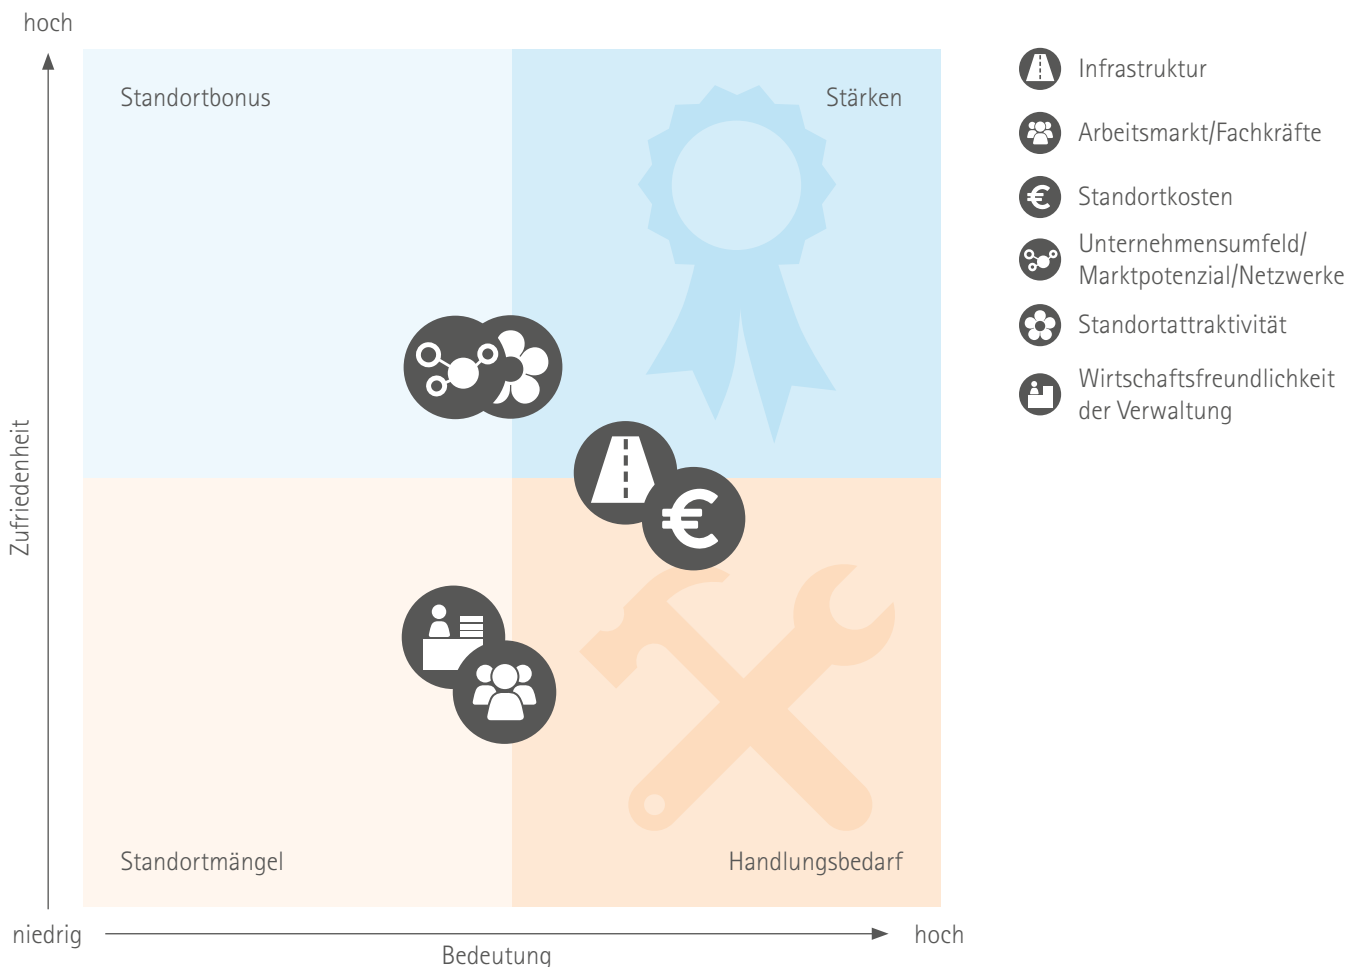 hoch
Standortbonus
Stärken
Zufriedenheit
Standortmängel
Handlungsbedarf
niedrig
Bedeutung
hoch
Infrastruktur
Arbeitsmarkt/Fachkräfte
Standortkosten
Unternehmensumfeld/
Marktpotenzial/Netzwerke
Standortattraktivität
Wirtschaftsfreundlichkeit
der Verwaltung